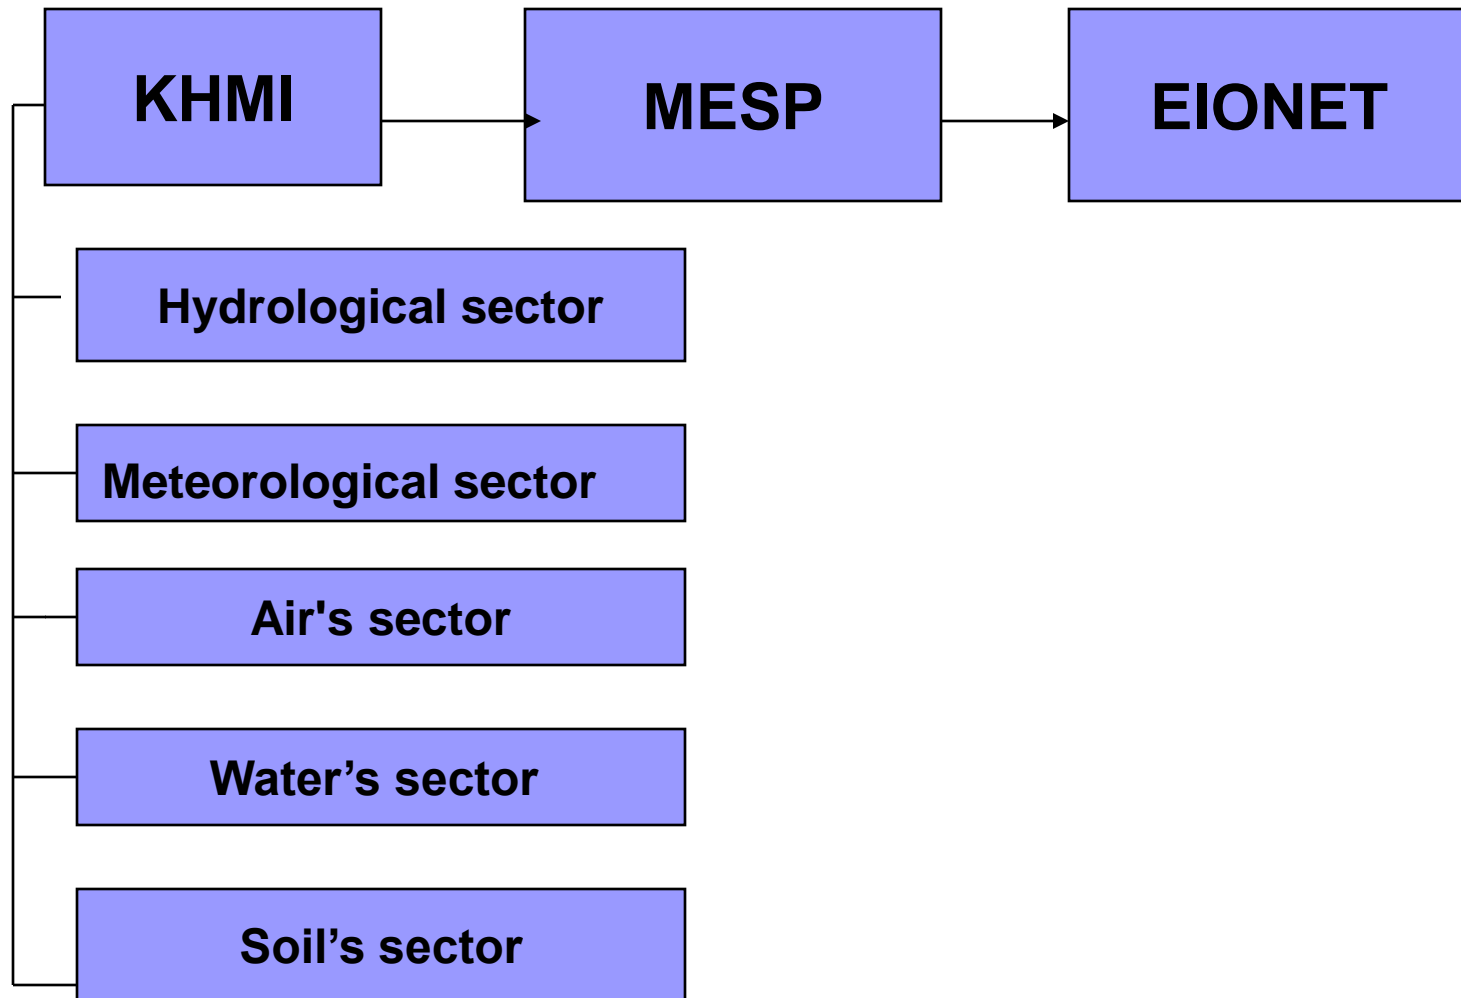 KHMI
MESP
EIONET
Hydrological sector
Meteorological sector
Air's sector
Water’s sector
Soil’s sector